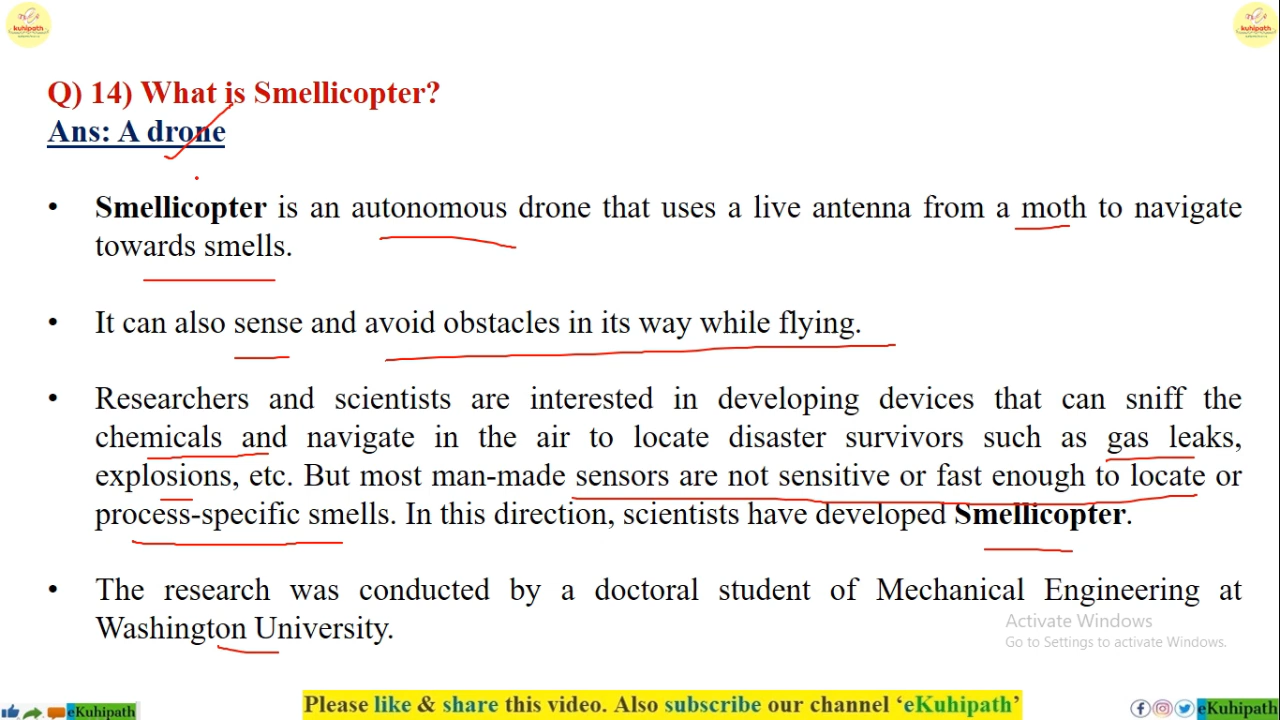 kuhipath
kuhipath
Q) 14) What is Smellicopter?
Ans: A drone
• Smellicopter is an autonomous drone that uses a live antenna from a moth to navigate
towards smells.
• It can also sense and avoid obstacles in its way while flying.
• Researchers and scientists are interested in developing devices that can sniff the
chemicals and navigate in the air to locate disaster survivors such as gas leaks,
explosions, etc. But most man-made sensors are not sensitive or fast enough to locate or
process-specific smells. In this direction, scientists have developed Smellicopter.
• The research was conducted by a doctoral student of Mechanical Engineering at
Washington University.
Activate Windows
Go to Settings to activate Windows.
eKuhipath
Please like & share this video. Also subscribe our channel ‘eKuhipath’
eKuhipath